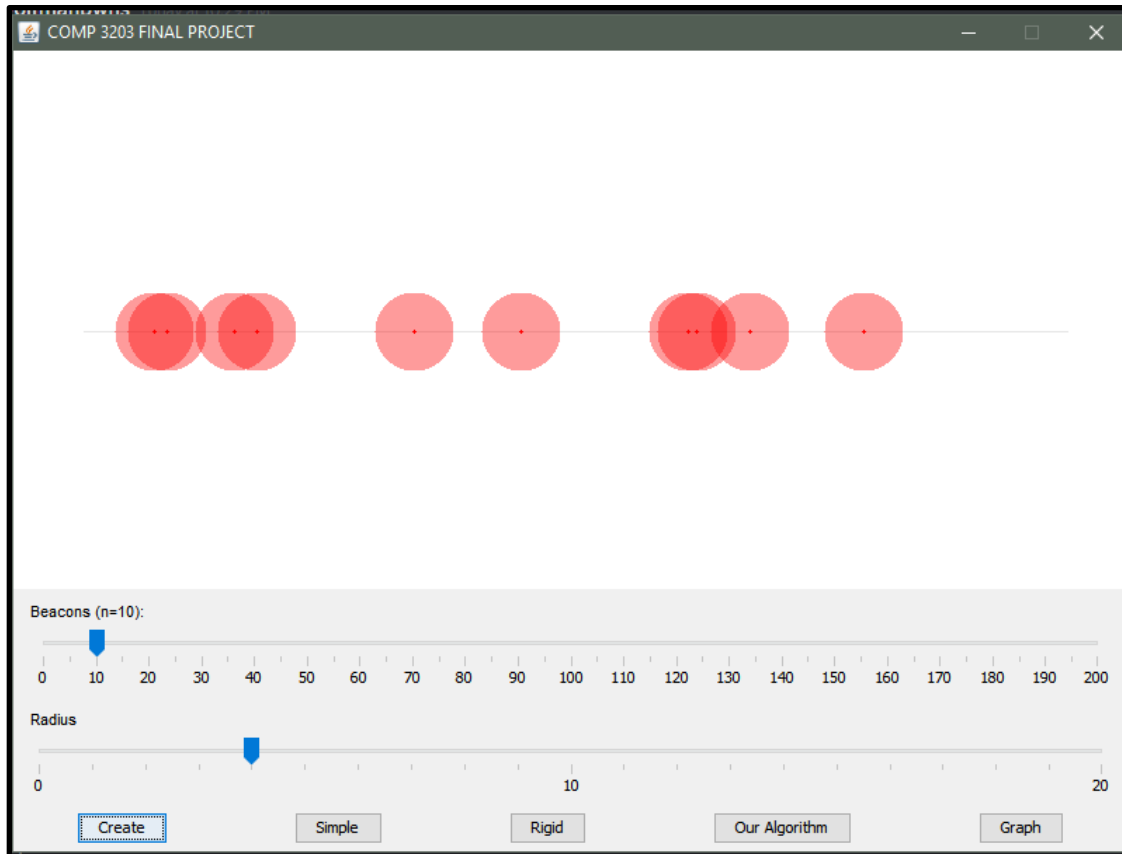 COMP 3203 FINAL PROJECT
Beacons (n=10):
0 10 20 30 40 50 60 70 80 90 100 110 120 130 140 150 160 170 180 190 200
Radius
0 10 20
Create Simple Rigid Our Algorithm Graph